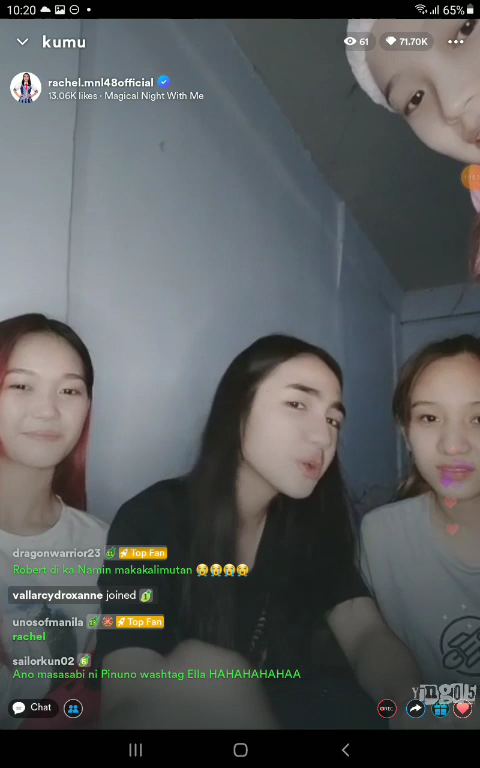 10:20
65%
kumu
61
71.70K
rachel.mnl48official
13.06K likes · Magical Night With Me
dragonwarrior23 Top Fan
Robert di ka Namin makakalimutan 😢😢😢😢
vallarcydroxanne joined
unosofmanila Top Fan
rachel
sailorkun02
Ano masasabi ni Pinuno washtag Ella HAHAHAHAHAA
Chat